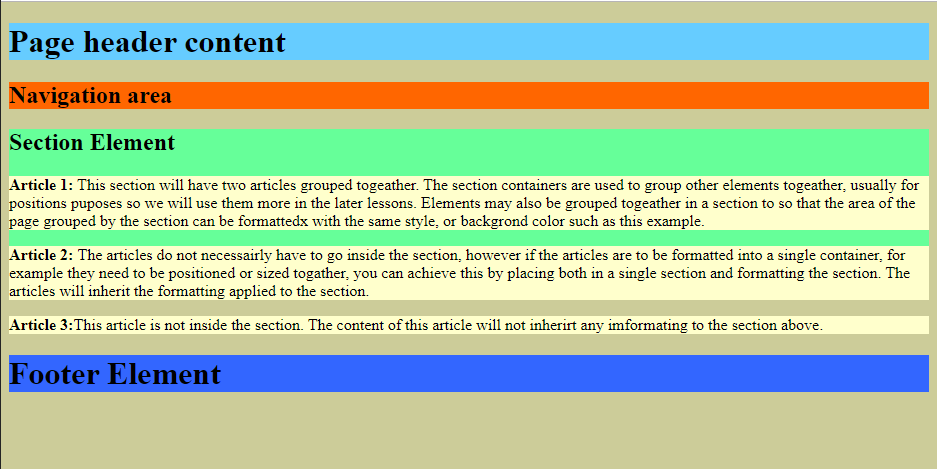 Page header content
Navigation area
Section Element
Article 1: This section will have two articles grouped togeather. The section containers are used to group other elements togeather, usually for
positions puposes so we will use them more in the later lessons. Elements may also be grouped togeather in a section to so that the area of the
page grouped by the section can be formattedx with the same style, or backgrond color such as this example.
Article 2: The articles do not necessairly have to go inside the section, however if the articles are to be formatted into a single container, for
example they need to be positioned or sized togather, you can achieve this by placing both in a single section and formatting the section. The
articles will inherit the formatting applied to the section.
Article 3:This article is not inside the section. The content of this article will not inherirt any imformating to the section above.
Footer Element